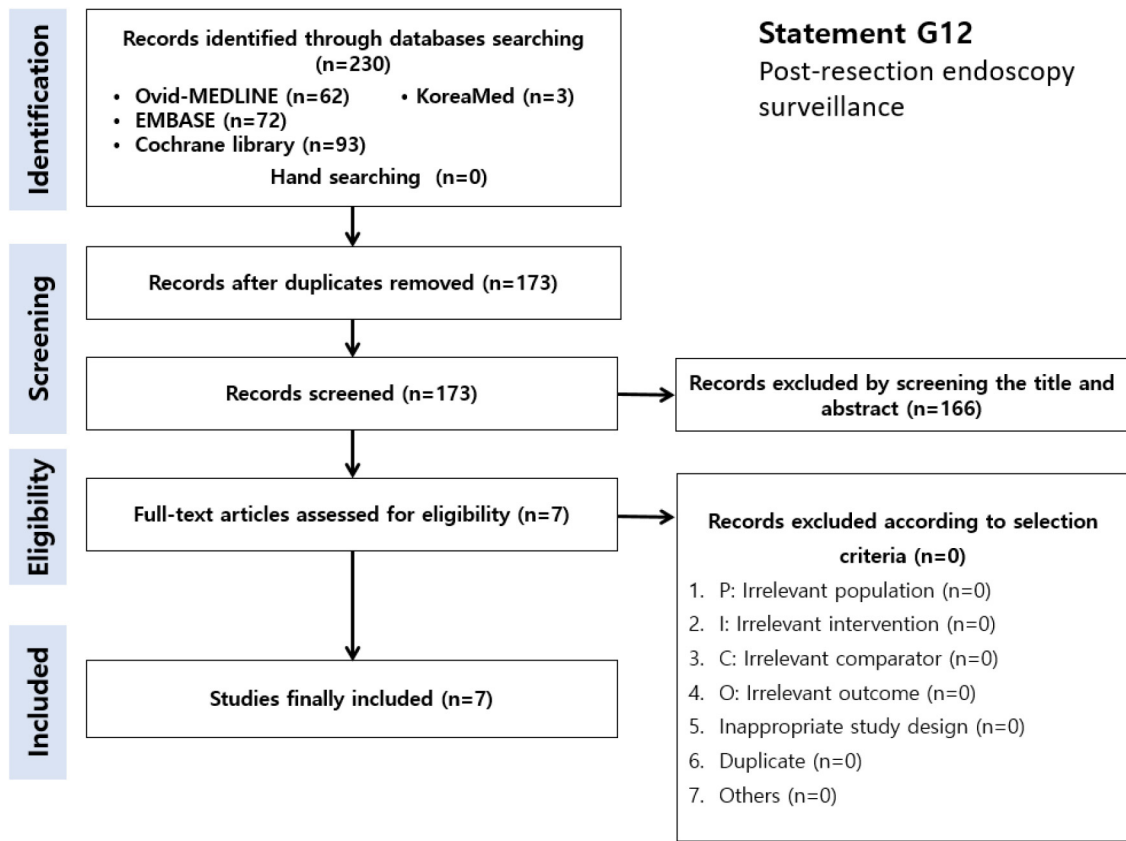 Identification
Records identified through databases searching
(n=230)
• Ovid-MEDLINE (n=62)
• KoreaMed (n=3)
• EMBASE (n=72)
• Cochrane library (n=93)
Hand searching (n=0)
Statement G12
Post-resection endoscopy
surveillance
Screening
Records after duplicates removed (n=173)
Records screened (n=173)
Records excluded by screening the title and
abstract (n=166)
Eligibility
Full-text articles assessed for eligibility (n=7)
Records excluded according to selection
criteria (n=0)
1. P: Irrelevant population (n=0)
2. I: Irrelevant intervention (n=0)
3. C: Irrelevant comparator (n=0)
4. O: Irrelevant outcome (n=0)
5. Inappropriate study design (n=0)
6. Duplicate (n=0)
7. Others (n=0)
Included
Studies finally included (n=7)